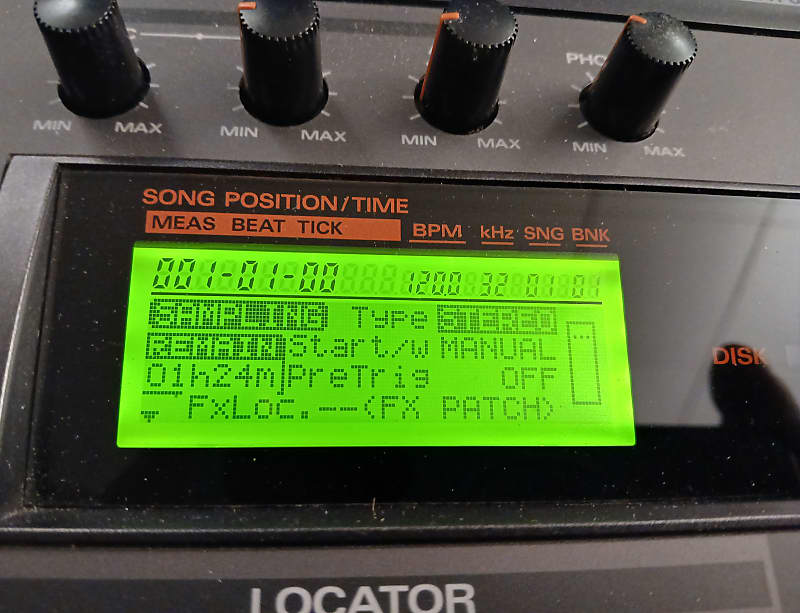 PHO
MIN MAX MIN MAX MIN MAX MIN MAX
SONG POSITION/TIME
MEAS BEAT TICK BPM kHz SNG BNK
001-01-00 120.0 32 01-01
SAMPLING Type STEREO
REMAIN Start/w MANUAL
01h24m PreTrig OFF
FxLoc.--<FX PATCH>
DISK
LOCATOR